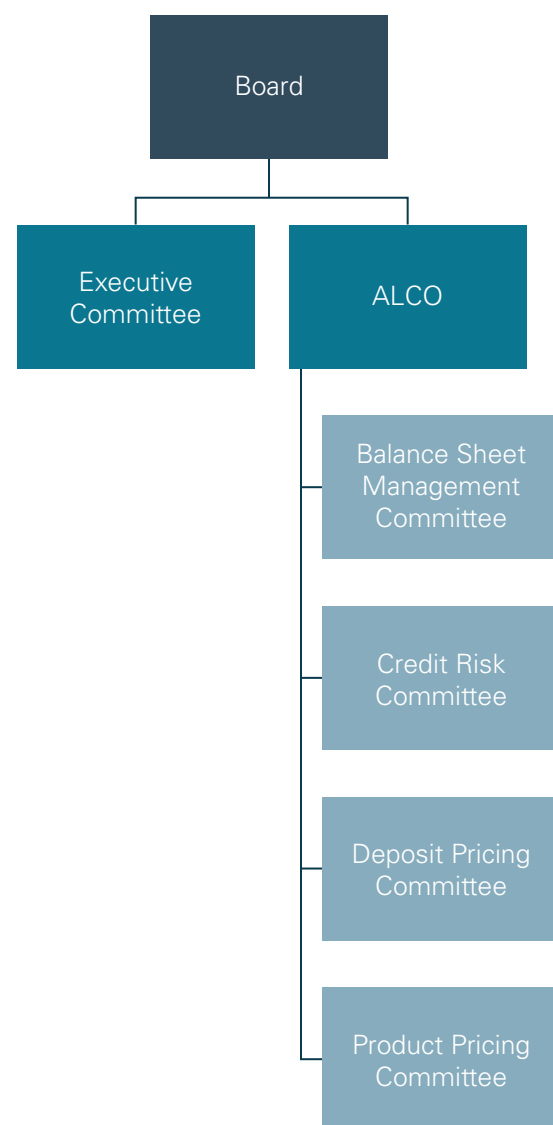 Board
Executive
Committee
ALCO
Balance Sheet
Management
Committee
Credit Risk
Committee
Deposit Pricing
Committee
Product Pricing
Committee